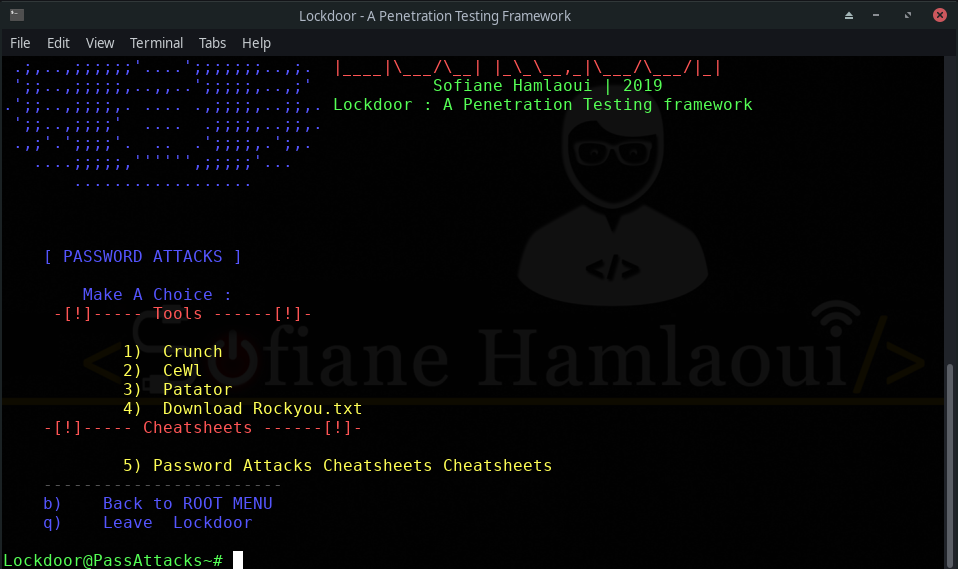 Lockdoor - A Penetration Testing Framework
File Edit View Terminal Tabs Help
.;,..,;;;;;;'....';;;;;;;..,;. |____|\___/\__| |_\_\__,_|\___/\___/|_|
';;..,;;;;;;,..,,..';;;;;,..,;' Sofiane Hamlaoui | 2019
.';;..,;;;;,. .... .,;;;;,..;;,. Lockdoor : A Penetration Testing framework
';;..,;;;;' .... .;;;;,..;;,.
.,;'.';;;;'. .. .';;;;,.';,.
....;;;;;,'''''',;;;;;'...
..................
[ PASSWORD ATTACKS ]
Make A Choice :
-[!]----- Tools ------[!]-
1) Crunch
2) CeWl
3) Patator
4) Download Rockyou.txt
-[!]----- Cheatsheets ------[!]-
5) Password Attacks Cheatsheets Cheatsheets
------------------------
b) Back to ROOT MENU
q) Leave Lockdoor
Lockdoor@PassAttacks~#
</>
< Sofiane Hamlaoui />